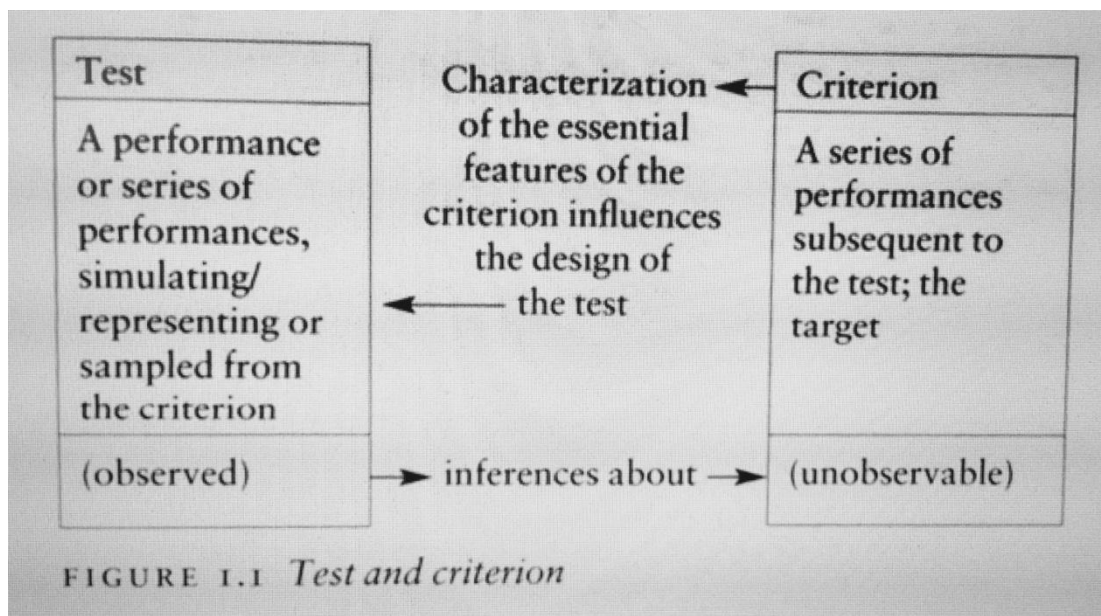 Test
A performance
or series of
performances,
simulating/
representing or
sampled from
the criterion
(observed)
Characterization
of the essential
features of the
criterion influences
the design of
the test
inferences about
Criterion
A series of
performances
subsequent to
the test; the
target
(unobservable)
FIGURE 1.1 Test and criterion